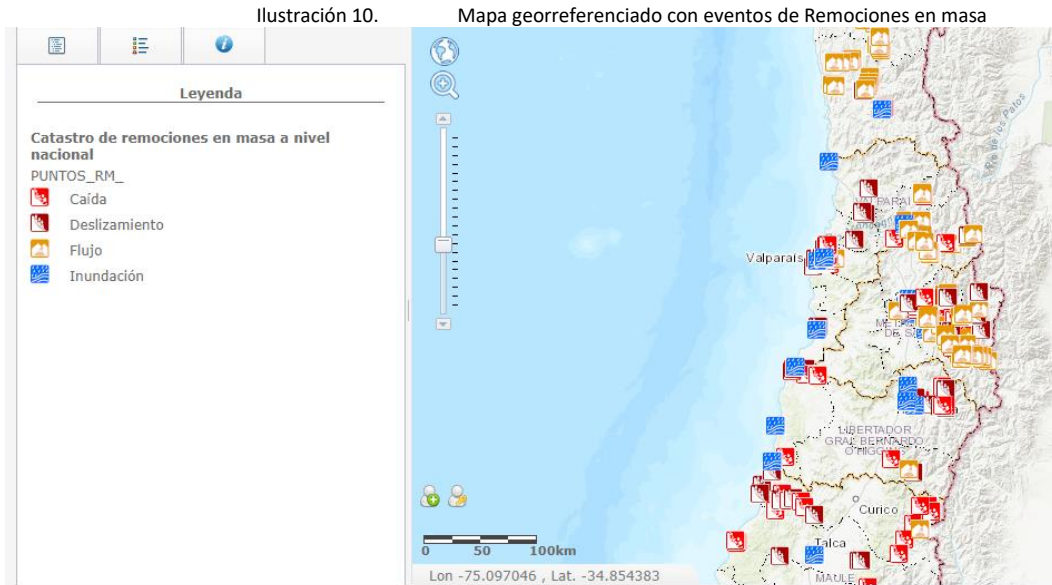 Ilustración 10. Mapa georreferenciado con eventos de Remociones en masa
Leyenda
Catastro de remociones en masa a nivel
nacional
PUNTOS_RM_
Caída
Deslizamiento
Flujo
Inundación
Valparaís
LIBERTADOR
GRAL BERNARDO
O'HIGGINS
Curico
Talca
MAULE
0 50 100km
Lon -75.097046 , Lat. -34.854383